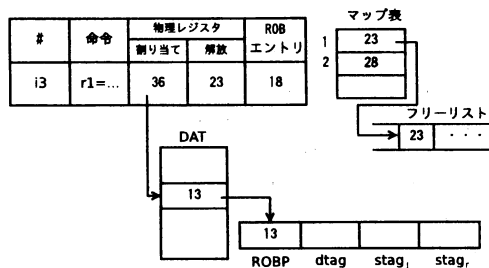 # 命令 物理レジスタ ROB エントリ
割り当て 解放
i3 r1=... 36 23 18
マップ表
1 23
2 28
フリーリスト
23 ・・・
DAT
13
13
ROBP dtag stag_l stag_r